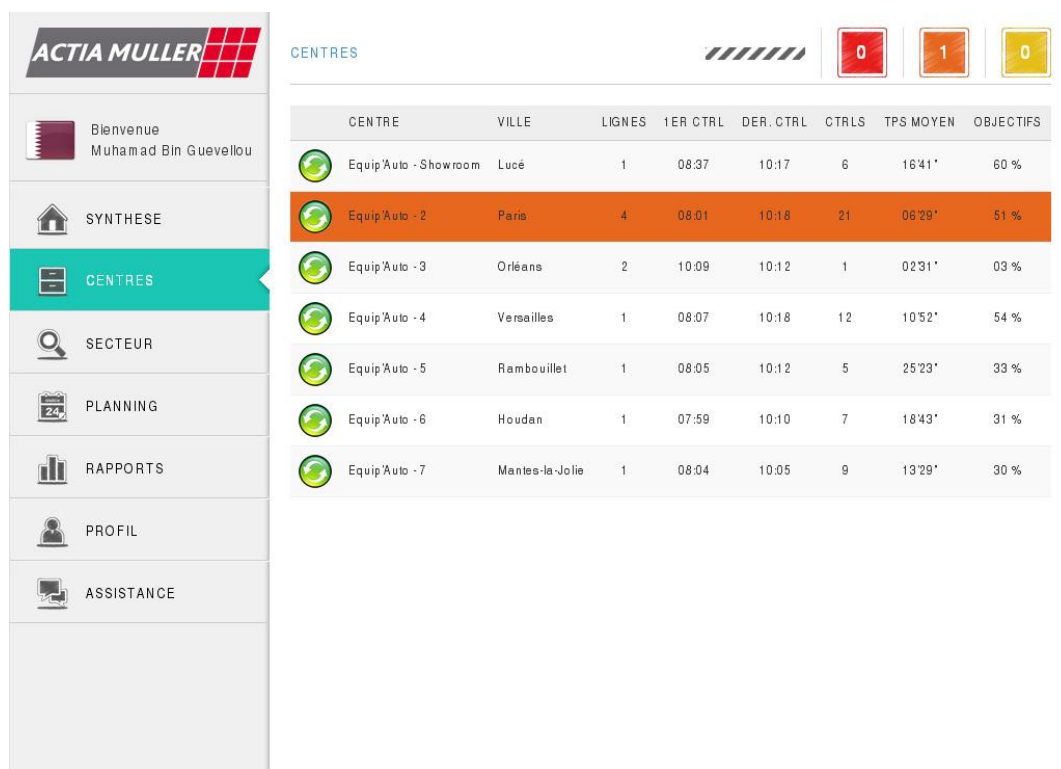 ACTIA MULLER
CENTRES
0 1 0
Bienvenue
Muhamad Bin Guevellou
SYNTHESE
CENTRES
SECTEUR
PLANNING
24
RAPPORTS
PROFIL
ASSISTANCE
CENTRE VILLE LIGNES 1ER CTRL DER. CTRL CTRLS TPS MOYEN OBJECTIFS
Equip'Auto - Showroom Lucé 1 08:37 10:17 6 16'41" 60 %
Equip'Auto - 2 Paris 4 08:01 10:18 21 06'29" 51 %
Equip'Auto - 3 Orléans 2 10:09 10:12 1 02'31" 03 %
Equip'Auto - 4 Versailles 1 08:07 10:18 12 10'52" 54 %
Equip'Auto - 5 Rambouillet 1 08:05 10:12 5 25'23" 33 %
Equip'Auto - 6 Houdan 1 07:59 10:10 7 18'43" 31 %
Equip'Auto - 7 Mantes-la-Jolie 1 08:04 10:05 9 13'29" 30 %